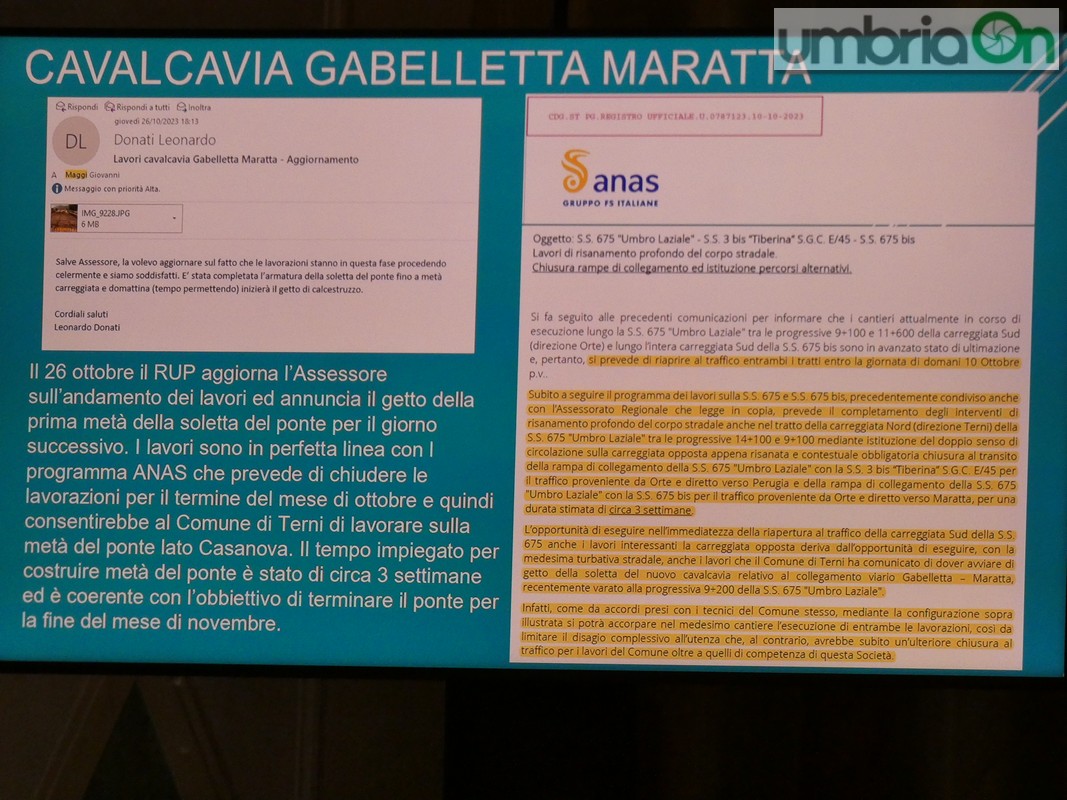 umbriaOn
CAVALCAVIA GABELLETTA MARATTA
Rispondi Rispondi a tutti Inoltra
giovedì 26/10/2023 18:13
DL
Donati Leonardo
Lavori cavalcavia Gabelletta Maratta - Aggiornamento
A Maggi Giovanni
Messaggio con priorità Alta.
IMG_9228.JPG
6 MB
Salve Assessore, la volevo aggiornare sul fatto che le lavorazioni stanno in questa fase procedendo
celermente e siamo soddisfatti. E' stata completata l'armatura della soletta del ponte fino a metà
carreggiata e domattina (tempo permettendo) inizierà il getto di calcestruzzo.
Cordiali saluti
Leonardo Donati
Il 26 ottobre il RUP aggiorna l'Assessore
sull'andamento dei lavori ed annuncia il getto della
prima metà della soletta del ponte per il giorno
successivo. I lavori sono in perfetta linea con I
programma ANAS che prevede di chiudere le
lavorazioni per il termine del mese di ottobre e quindi
consentirebbe al Comune di Terni di lavorare sulla
metà del ponte lato Casanova. Il tempo impiegato per
costruire metà del ponte è stato di circa 3 settimane
ed è coerente con l'obbiettivo di terminare il ponte per
la fine del mese di novembre.
CDG.ST PG.REGISTRO UFFICIALE.U.0787123.10-10-2023
anas
GRUPPO FS ITALIANE
Oggetto: S.S. 675 "Umbro Laziale" - S.S. 3 bis "Tiberina" S.G.C. E/45 - S.S. 675 bis
Lavori di risanamento profondo del corpo stradale.
Chiusura rampe di collegamento ed istituzione percorsi alternativi.
Si fa seguito alle precedenti comunicazioni per informare che i cantieri attualmente in corso di
esecuzione lungo la S.S. 675 "Umbro Laziale" tra le progressive 9+100 e 11+600 della carreggiata Sud
(direzione Orte) e lungo l'intera carreggiata Sud della S.S. 675 bis sono in avanzato stato di ultimazione
e, pertanto, si prevede di riaprire al traffico entrambi i tratti entro la giornata di domani 10 Ottobre
p.v..
Subito a seguire il programma dei lavori sulla S.S. 675 e S.S. 675 bis, precedentemente condiviso anche
con l'Assessorato Regionale che legge in copia, prevede il completamento degli interventi di
risanamento profondo del corpo stradale anche nel tratto della carreggiata Nord (direzione Terni) della
S.S. 675 "Umbro Laziale" tra le progressive 14+100 e 9+100 mediante istituzione del doppio senso di
circolazione sulla carreggiata opposta appena risanata e contestuale obbligatoria chiusura al transito
della rampa di collegamento della S.S. 675 "Umbro Laziale" con la S.S. 3 bis "Tiberina" S.G.C. E/45 per
il traffico proveniente da Orte e diretto verso Perugia e della rampa di collegamento della S.S. 675
"Umbro Laziale" con la S.S. 675 bis per il traffico proveniente da Orte e diretto verso Maratta, per una
durata stimata di circa 3 settimane.
L'opportunità di eseguire nell'immediatezza della riapertura al traffico della carreggiata Sud della S.S.
675 anche i lavori interessanti la carreggiata opposta deriva dall'opportunità di eseguire, con la
medesima turbativa stradale, anche i lavori che il Comune di Terni ha comunicato di dover avviare di
getto della soletta del nuovo cavalcavia relativo al collegamento viario Gabelletta – Maratta,
recentemente varato alla progressiva 9+200 della S.S. 675 "Umbro Laziale".
Infatti, come da accordi presi con i tecnici del Comune stesso, mediante la configurazione sopra
illustrata si potrà accorpare nel medesimo cantiere l'esecuzione di entrambe le lavorazioni, così da
limitare il disagio complessivo all'utenza che, al contrario, avrebbe subito un'ulteriore chiusura al
traffico per i lavori del Comune oltre a quelli di competenza di questa Società.